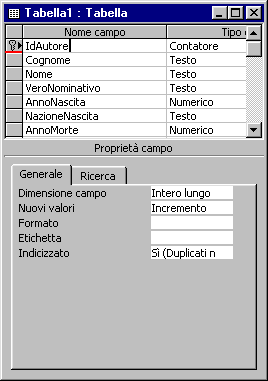 Tabella1 : Tabella
Nome campo Tipo
IdAutore Contatore
Cognome Testo
Nome Testo
VeroNominativo Testo
AnnoNascita Numerico
NazioneNascita Testo
AnnoMorte Numerico
Proprietà campo
Generale Ricerca
Dimensione campo Intero lungo
Nuovi valori Incremento
Formato
Etichetta
Indicizzato Sì (Duplicati n